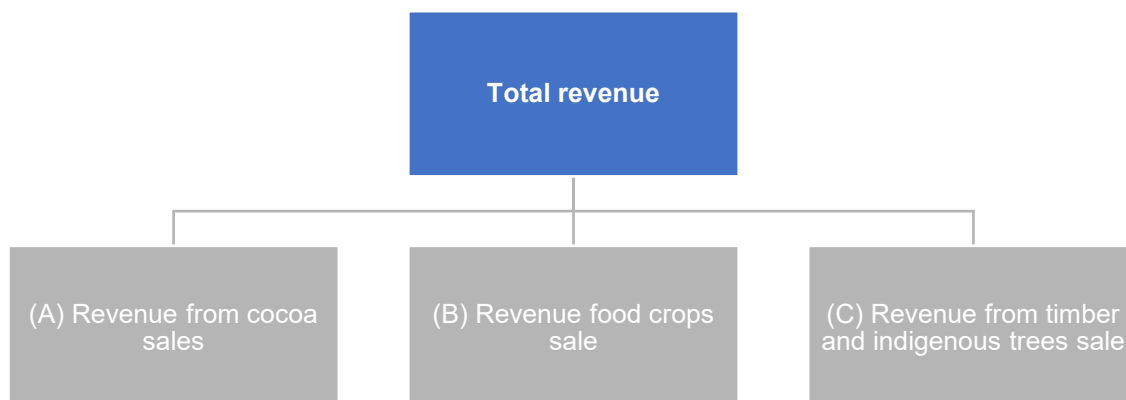 Total revenue
(A) Revenue from cocoa
sales
(B) Revenue food crops
sale
(C) Revenue from timber
and indigenous trees sale